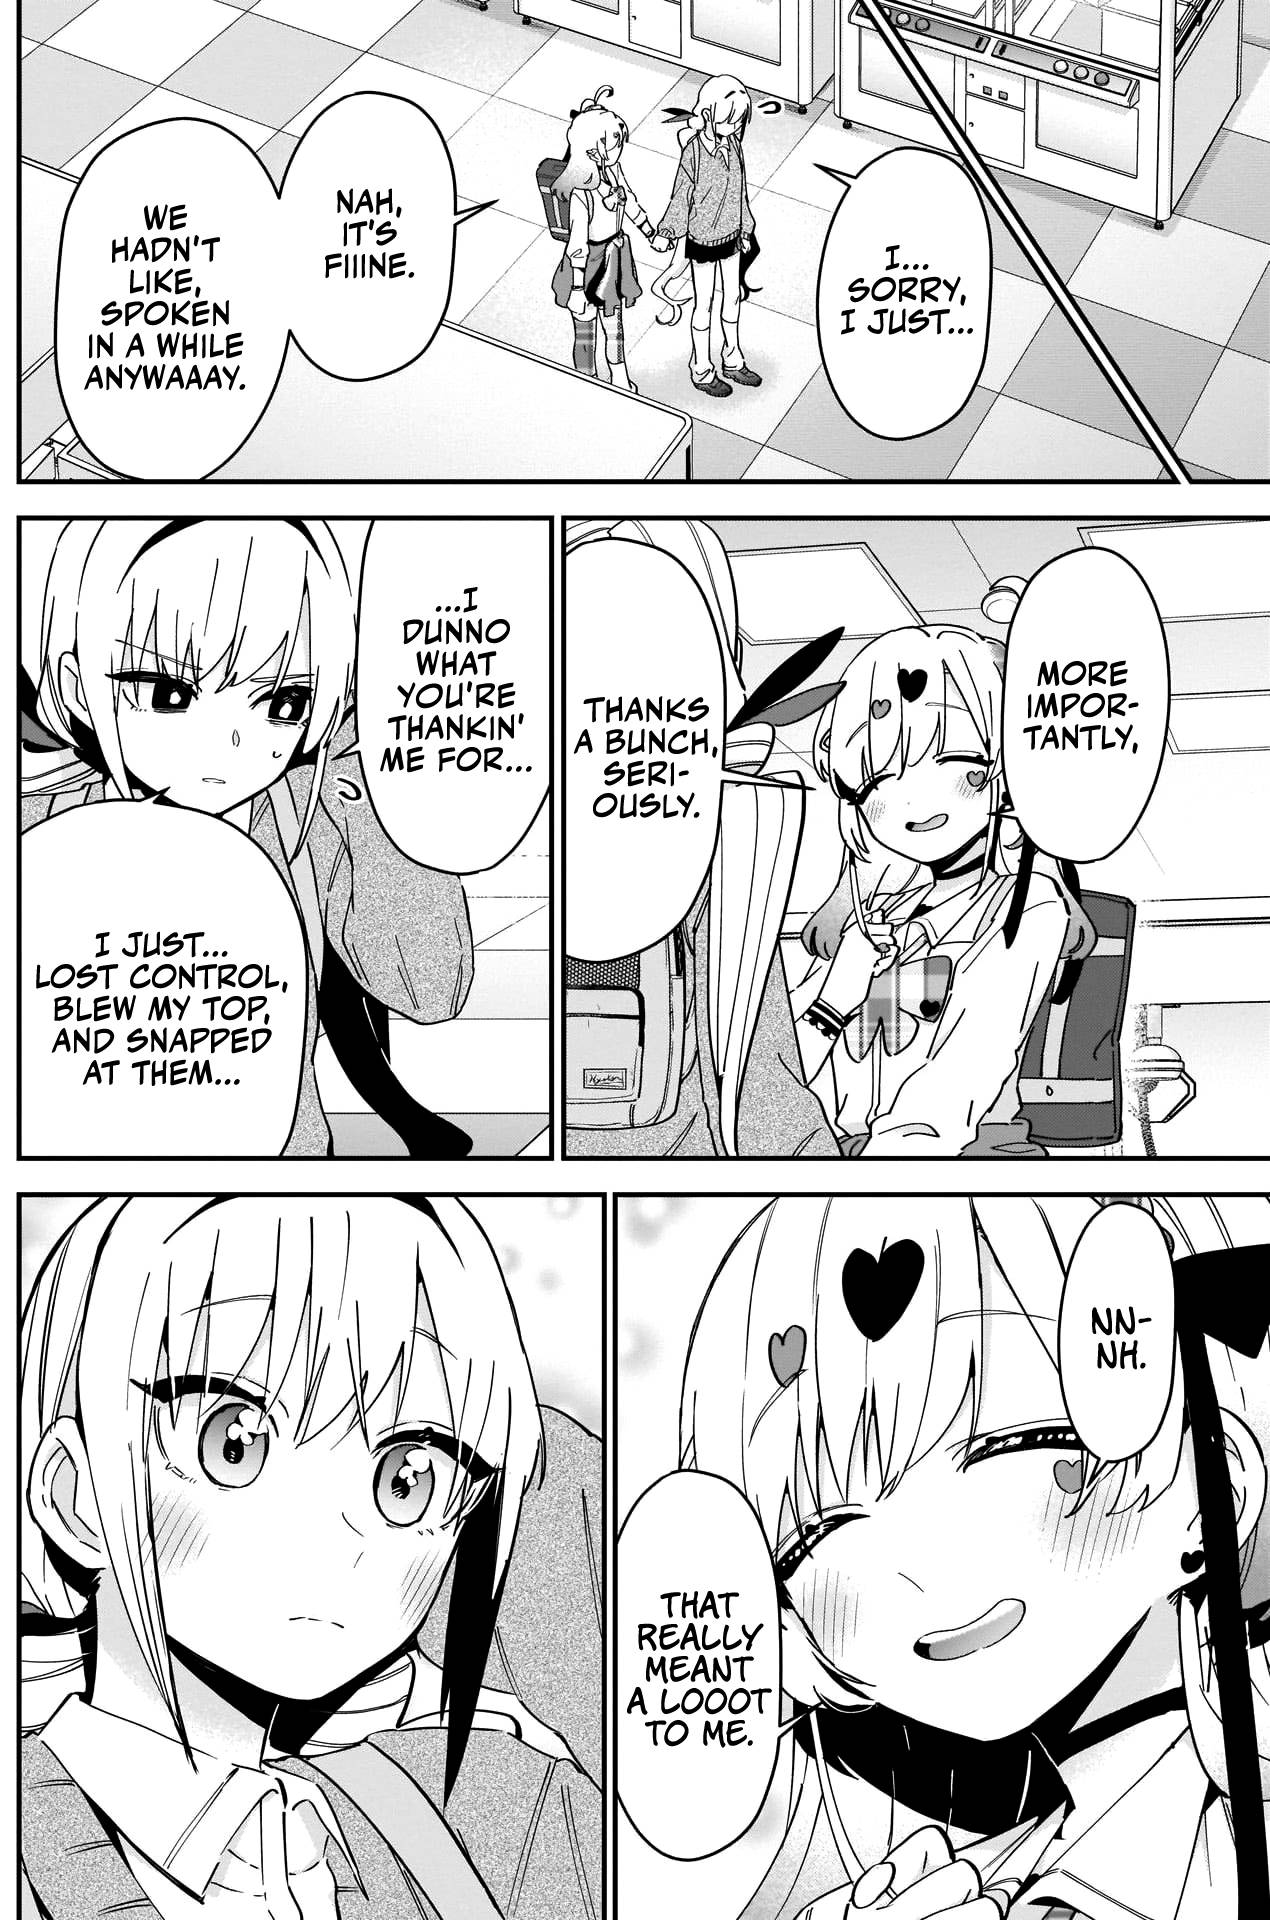 I...
SORRY,
I JUST...
NAH,
IT'S
FIIINE.
WE
HADN'T
LIKE,
SPOKEN
IN A WHILE
ANYWAAAY.
MORE
IMPOR-
TANTLY,
THANKS
A BUNCH,
SERI-
OUSLY.
...I
DUNNO
WHAT
YOU'RE
THANKIN'
ME FOR...
I JUST...
LOST CONTROL,
BLEW MY TOP,
AND SNAPPED
AT THEM...
NN-
NH.
THAT
REALLY
MEANT
A LOOOT
TO ME.